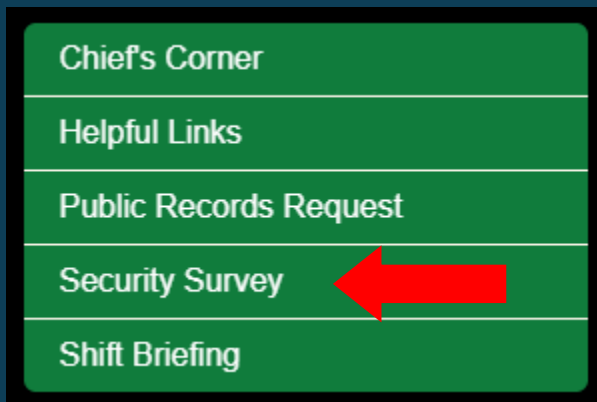 Chief's Corner
Helpful Links
Public Records Request
Security Survey
Shift Briefing